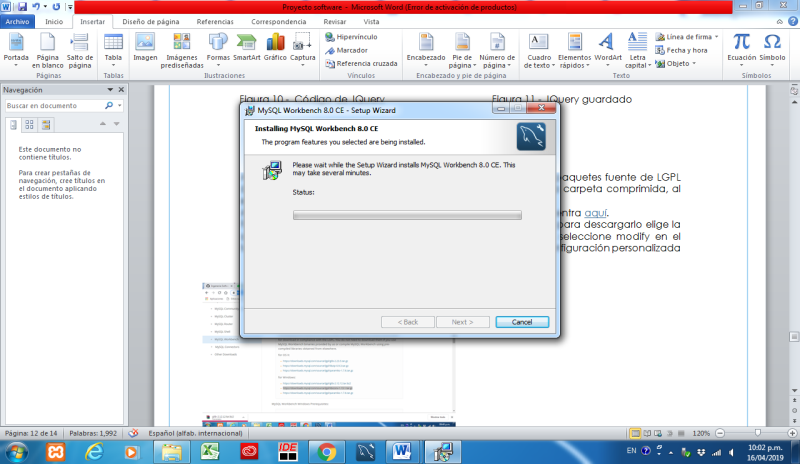 Proyecto software - Microsoft Word (Error de activación de productos)
Archivo Inicio Insertar Diseño de página Referencias Correspondencia Revisar Vista
Portada Página en blanco Salto de página
Páginas
Tabla
Tablas
Imagen Imágenes prediseñadas Formas SmartArt Gráfico Captura
Ilustraciones
Hipervínculo
Marcador
Referencia cruzada
Vínculos
Encabezado Pie de página Número de página
Encabezado y pie de página
Cuadro de texto Elementos rápidos WordArt Letra capital
Línea de firma
Fecha y hora
Objeto
Texto
Ecuación Símbolo
Símbolos
Navegación
Buscar en documento
Este documento no
contiene títulos.
Para crear pestañas de
navegación, cree títulos en
el documento aplicando
estilos de títulos.
Figura 10 - Código de JQuery
Figura 11 - JQuery guardado
MySQL Workbench 8.0 CE - Setup Wizard
Installing MySQL Workbench 8.0 CE
The program features you selected are being installed.
Please wait while the Setup Wizard installs MySQL Workbench 8.0 CE. This
may take several minutes.
Status:
< Back Next > Cancel
paquetes fuente de LGPL
carpeta comprimida, al
entra aquí.
para descargarlo elige la
seleccione modify en el
figuración personalizada
Página: 12 de 14 Palabras: 1,992 Español (alfab. internacional) 120%
EN 10:02 p.m.
16/04/2019
IDE